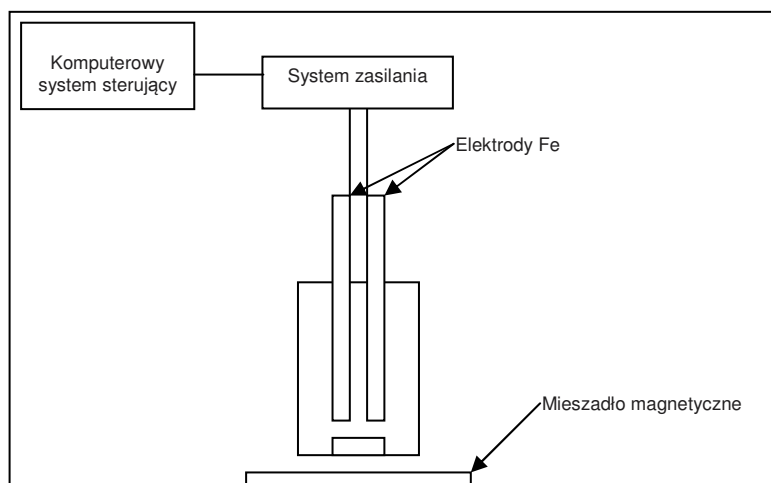 Komputerowy
system sterujący
System zasilania
Elektrody Fe
Mieszadło magnetyczne